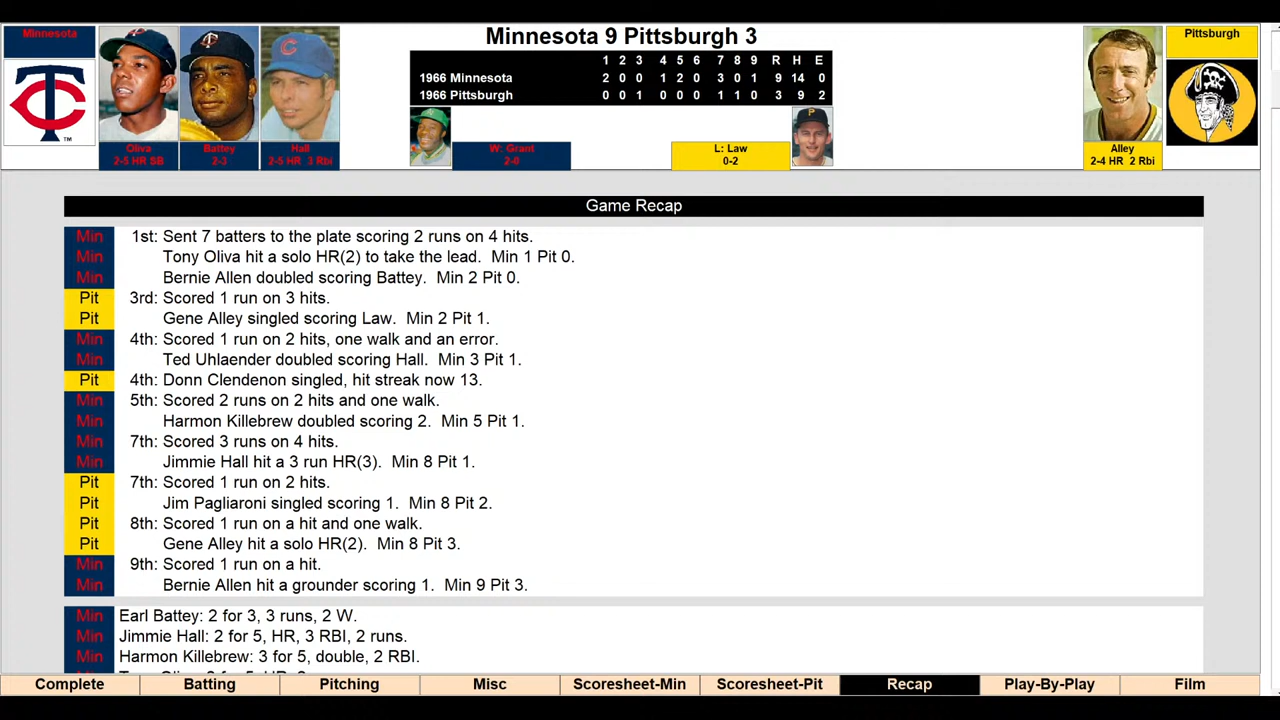 Minnesota 9 Pittsburgh 3
Minnesota
Pittsburgh
1 2 3 4 5 6 7 8 9 R H E
1966 Minnesota 2 0 0 1 2 0 3 0 1 9 14 0
1966 Pittsburgh 0 0 1 0 0 0 1 1 0 3 9 2
TC
TM
P
Oliva
2-5 HR SB
Battey
2-3
Hall
2-5 HR 3 Rbi
W: Grant
2-0
L: Law
0-2
Alley
2-4 HR 2 Rbi
Game Recap
Min 1st: Sent 7 batters to the plate scoring 2 runs on 4 hits.
Min Tony Oliva hit a solo HR(2) to take the lead. Min 1 Pit 0.
Min Bernie Allen doubled scoring Battey. Min 2 Pit 0.
Pit 3rd: Scored 1 run on 3 hits.
Pit Gene Alley singled scoring Law. Min 2 Pit 1.
Min 4th: Scored 1 run on 2 hits, one walk and an error.
Min Ted Uhlaender doubled scoring Hall. Min 3 Pit 1.
Pit 4th: Donn Clendenon singled, hit streak now 13.
Min 5th: Scored 2 runs on 2 hits and one walk.
Min Harmon Killebrew doubled scoring 2. Min 5 Pit 1.
Min 7th: Scored 3 runs on 4 hits.
Min Jimmie Hall hit a 3 run HR(3). Min 8 Pit 1.
Pit 7th: Scored 1 run on 2 hits.
Pit Jim Pagliaroni singled scoring 1. Min 8 Pit 2.
Pit 8th: Scored 1 run on a hit and one walk.
Pit Gene Alley hit a solo HR(2). Min 8 Pit 3.
Min 9th: Scored 1 run on a hit.
Min Bernie Allen hit a grounder scoring 1. Min 9 Pit 3.
Min Earl Battey: 2 for 3, 3 runs, 2 W.
Min Jimmie Hall: 2 for 5, HR, 3 RBI, 2 runs.
Min Harmon Killebrew: 3 for 5, double, 2 RBI.
Complete Batting Pitching Misc Scoresheet-Min Scoresheet-Pit Recap Play-By-Play Film